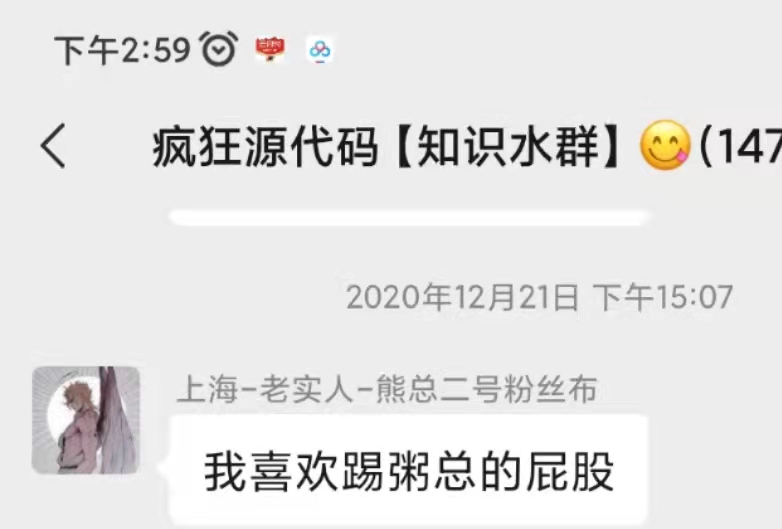 下午2:59
疯狂源代码【知识水群】😋(147
2020年12月21日 下午15:07
上海-老实人-熊总二号粉丝布
我喜欢踢粥总的屁股